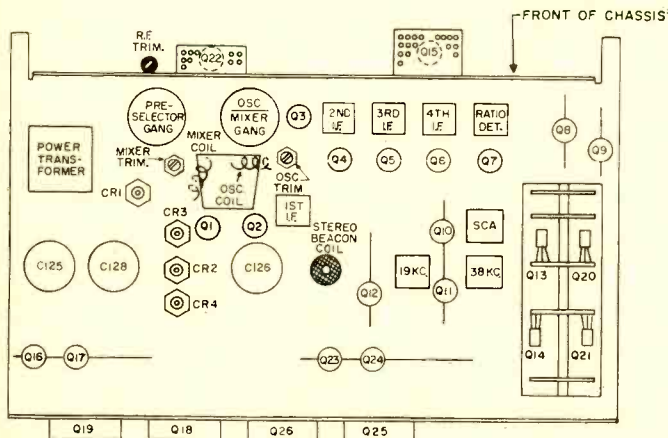 FRONT OF CHASSIS
R.F.
TRIM.
Q22
Q15
PRE-
SELECTOR
GANG
OSC
MIXER
GANG
Q3
2ND
I.F.
3RD
I.F.
4TH
I.F.
RATIO
DET.
Q8
Q9
POWER
TRANS-
FORMER
MIXER
COIL
MIXER
TRIM.
OSC
TRIM
Q4
Q5
Q6
Q7
CR1
OSC
COIL
1ST
I.F.
CR3
Q1
Q2
STEREO
BEACON
COIL
Q10
SCA
C125
C128
CR2
C126
19KC
38KC
Q13
Q20
Q12
Q11
CR4
Q14
Q21
Q16
Q17
Q23
Q24
Q19
Q18
Q26
Q25